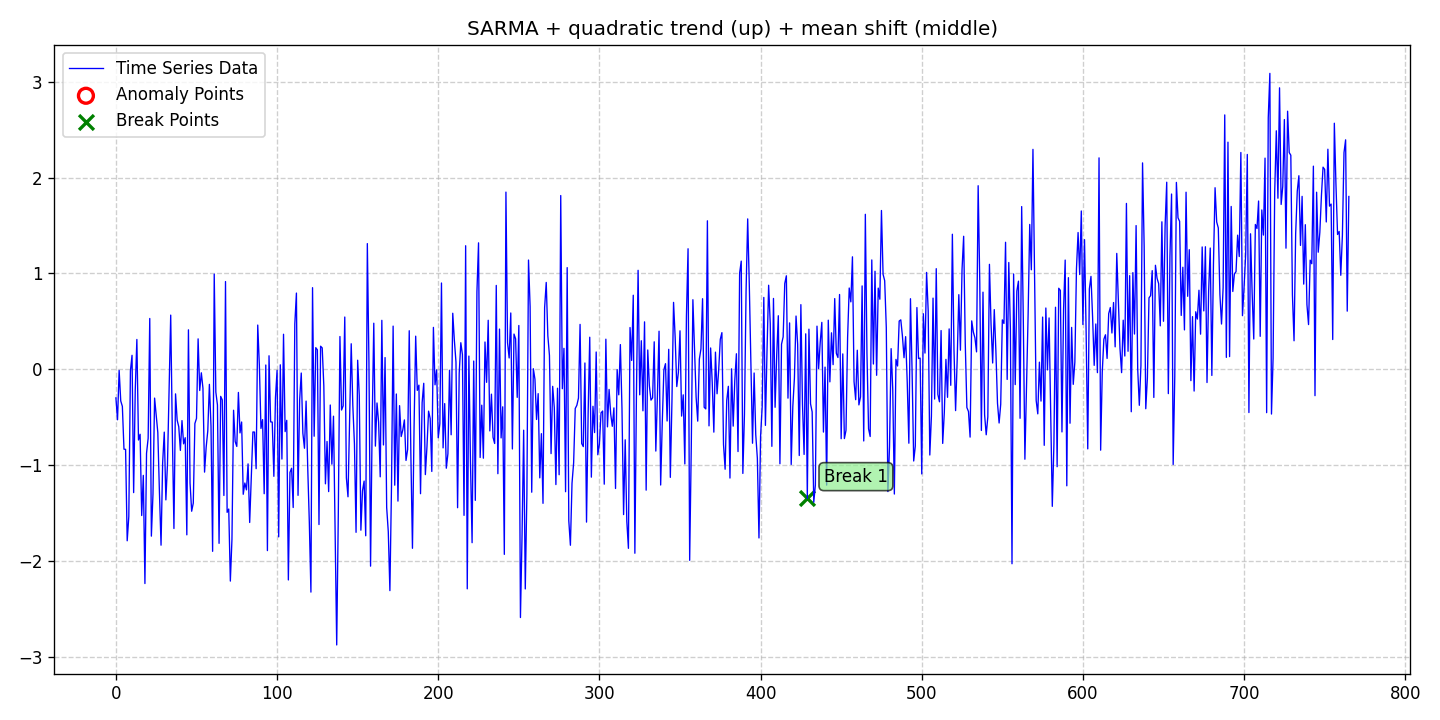 SARMA + quadratic trend (up) + mean shift (middle)
Time Series Data
Anomaly Points
Break Points
3
2
1
0
−1
−2
−3
Break 1
0 100 200 300 400 500 600 700 800